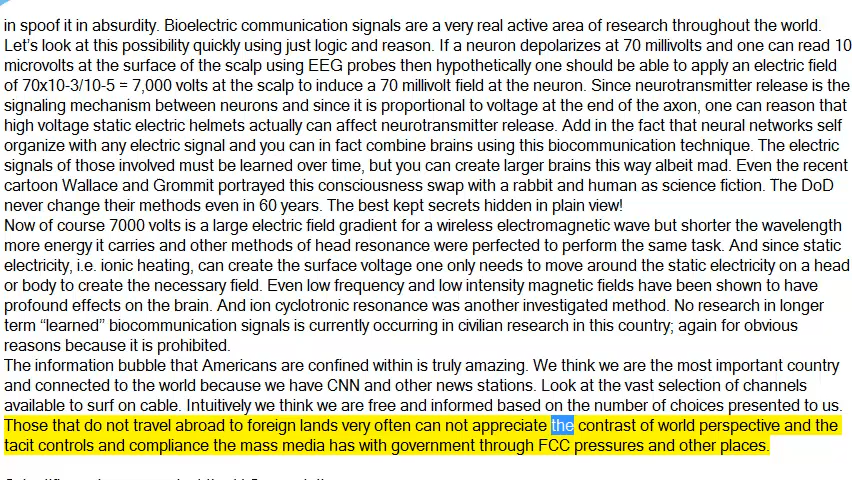 in spoof it in absurdity. Bioelectric communication signals are a very real active area of research throughout the world.
Let's look at this possibility quickly using just logic and reason. If a neuron depolarizes at 70 millivolts and one can read 10
microvolts at the surface of the scalp using EEG probes then hypothetically one should be able to apply an electric field
of 70x10-3/10-5 = 7,000 volts at the scalp to induce a 70 millivolt field at the neuron. Since neurotransmitter release is the
signaling mechanism between neurons and since it is proportional to voltage at the end of the axon, one can reason that
high voltage static electric helmets actually can affect neurotransmitter release. Add in the fact that neural networks self
organize with any electric signal and you can in fact combine brains using this biocommunication technique. The electric
signals of those involved must be learned over time, but you can create larger brains this way albeit mad. Even the recent
cartoon Wallace and Grommit portrayed this consciousness swap with a rabbit and human as science fiction. The DoD
never change their methods even in 60 years. The best kept secrets hidden in plain view!
Now of course 7000 volts is a large electric field gradient for a wireless electromagnetic wave but shorter the wavelength
more energy it carries and other methods of head resonance were perfected to perform the same task. And since static
electricity, i.e. ionic heating, can create the surface voltage one only needs to move around the static electricity on a head
or body to create the necessary field. Even low frequency and low intensity magnetic fields have been shown to have
profound effects on the brain. And ion cyclotronic resonance was another investigated method. No research in longer
term “learned” biocommunication signals is currently occurring in civilian research in this country; again for obvious
reasons because it is prohibited.
The information bubble that Americans are confined within is truly amazing. We think we are the most important country
and connected to the world because we have CNN and other news stations. Look at the vast selection of channels
available to surf on cable. Intuitively we think we are free and informed based on the number of choices presented to us.
Those that do not travel abroad to foreign lands very often can not appreciate the contrast of world perspective and the
tacit controls and compliance the mass media has with government through FCC pressures and other places.